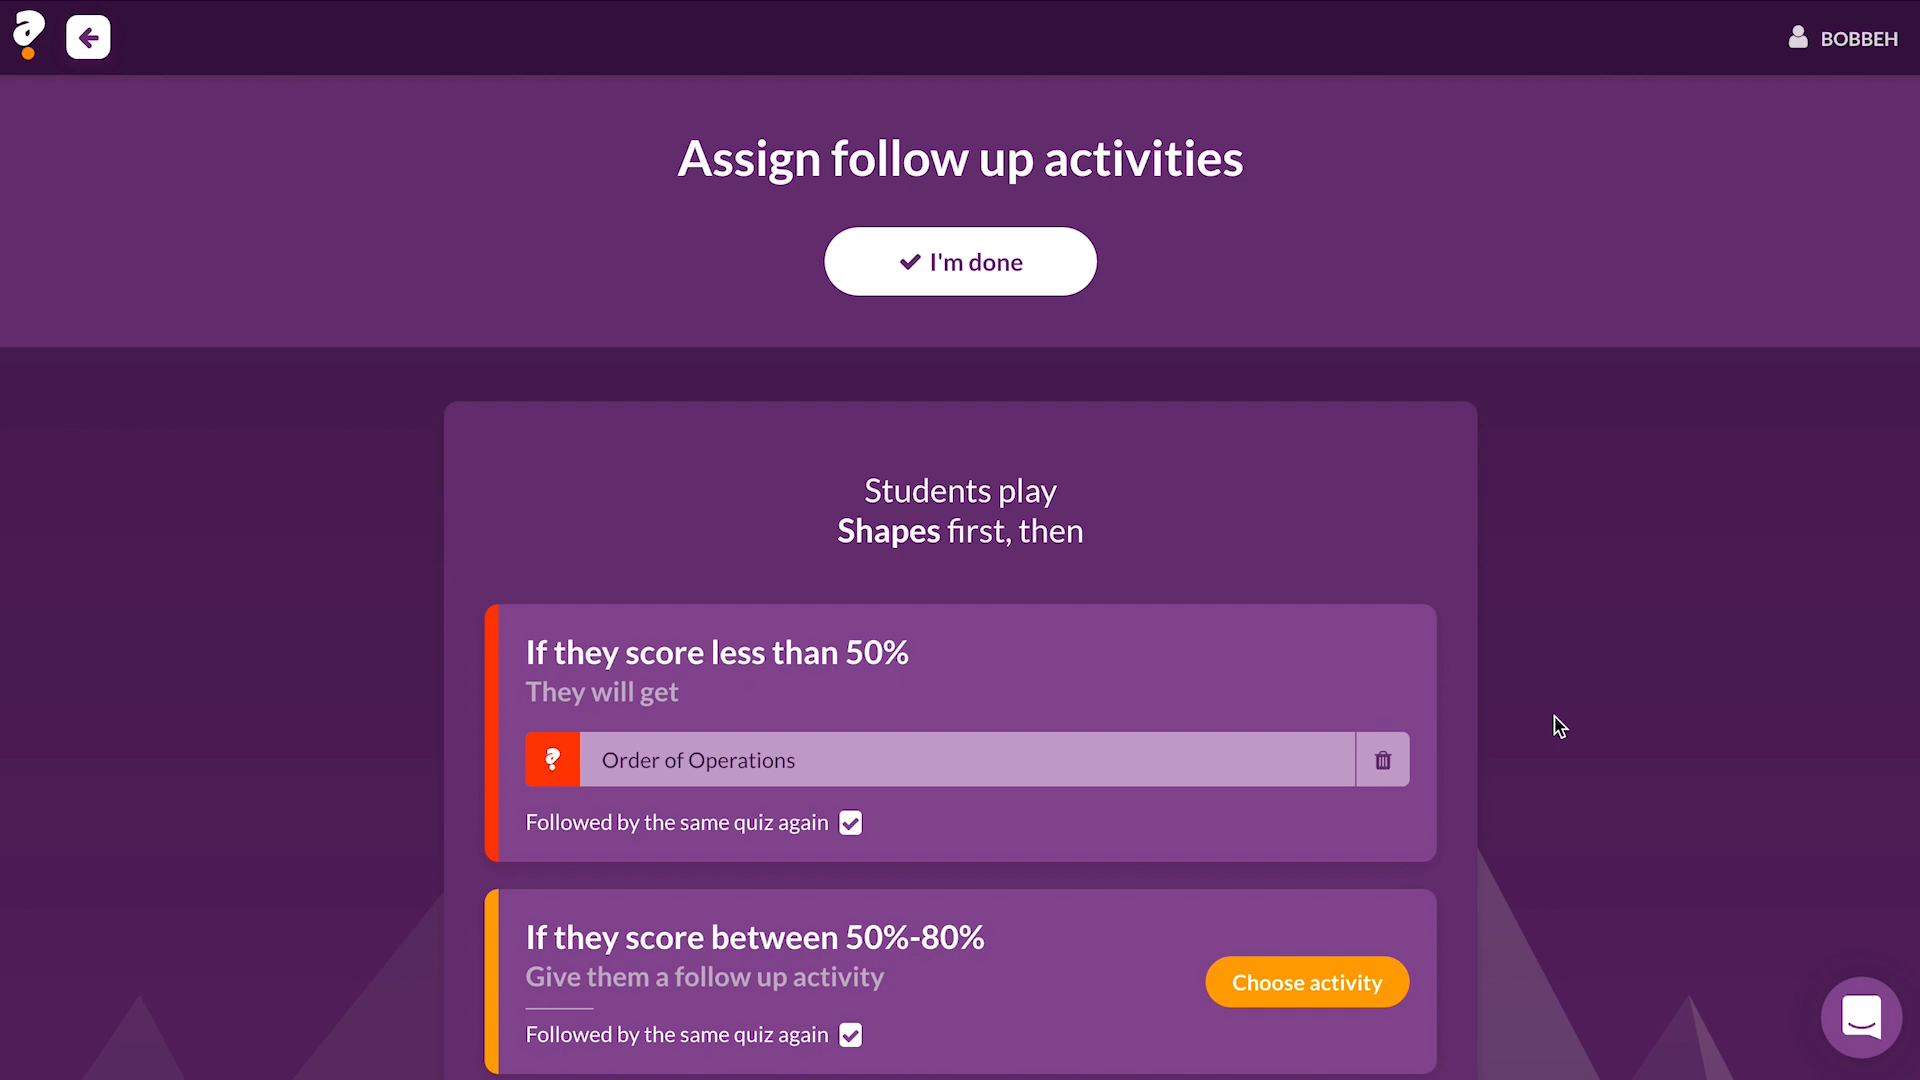 BOBBEH
Assign follow up activities
I'm done
Students play
Shapes first, then
If they score less than 50%
They will get
Order of Operations
Followed by the same quiz again
If they score between 50%-80%
Give them a follow up activity
Choose activity
Followed by the same quiz again